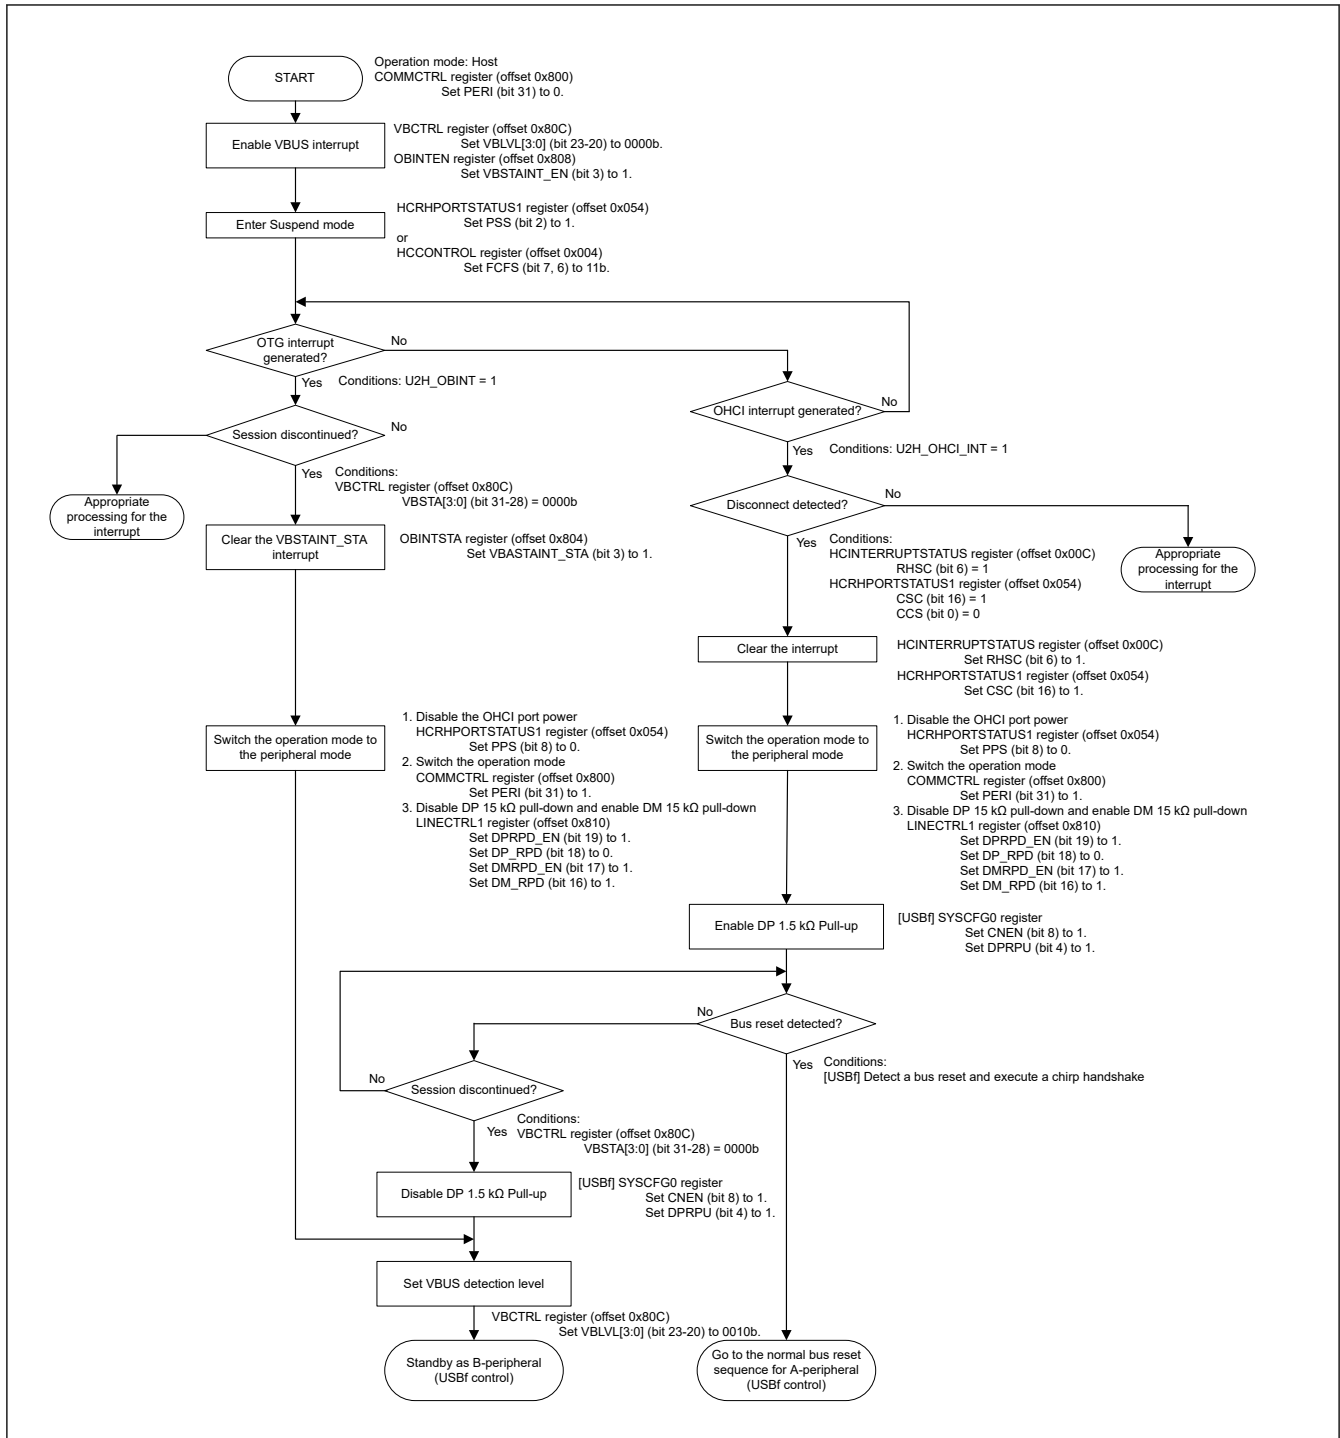 START
Operation mode: Host
COMMCTRL register (offset 0x800)
Set PERI (bit 31) to 0.
Enable VBUS interrupt
VBCTRL register (offset 0x80C)
Set VBLVL[3:0] (bit 23-20) to 0000b.
OBINTEN register (offset 0x808)
Set VBSTAINT_EN (bit 3) to 1.
Enter Suspend mode
HCRHPORTSTATUS1 register (offset 0x054)
Set PSS (bit 2) to 1.
or
HCCONTROL register (offset 0x004)
Set FCFS (bit 7, 6) to 11b.
OTG interrupt
generated?
No
Yes
Conditions: U2H_OBINT = 1
OHCI interrupt generated?
No
Yes
Conditions: U2H_OHCI_INT = 1
Session discontinued?
No
Yes
Conditions:
VBCTRL register (offset 0x80C)
VBSTA[3:0] (bit 31-28) = 0000b
Appropriate
processing for the
interrupt
Disconnect detected?
No
Yes
Conditions:
HCINTERRUPTSTATUS register (offset 0x00C)
RHSC (bit 6) = 1
HCRHPORTSTATUS1 register (offset 0x054)
CSC (bit 16) = 1
CCS (bit 0) = 0
Appropriate
processing for the
interrupt
Clear the VBSTAINT_STA
interrupt
OBINTSTA register (offset 0x804)
Set VBASTAINT_STA (bit 3) to 1.
Clear the interrupt
HCINTERRUPTSTATUS register (offset 0x00C)
Set RHSC (bit 6) to 1.
HCRHPORTSTATUS1 register (offset 0x054)
Set CSC (bit 16) to 1.
Switch the operation mode to
the peripheral mode
1. Disable the OHCI port power
HCRHPORTSTATUS1 register (offset 0x054)
Set PPS (bit 8) to 0.
2. Switch the operation mode
COMMCTRL register (offset 0x800)
Set PERI (bit 31) to 1.
3. Disable DP 15 kΩ pull-down and enable DM 15 kΩ pull-down
LINECTRL1 register (offset 0x810)
Set DPRPD_EN (bit 19) to 1.
Set DP_RPD (bit 18) to 0.
Set DMRPD_EN (bit 17) to 1.
Set DM_RPD (bit 16) to 1.
Switch the operation mode to
the peripheral mode
1. Disable the OHCI port power
HCRHPORTSTATUS1 register (offset 0x054)
Set PPS (bit 8) to 0.
2. Switch the operation mode
COMMCTRL register (offset 0x800)
Set PERI (bit 31) to 1.
3. Disable DP 15 kΩ pull-down and enable DM 15 kΩ pull-down
LINECTRL1 register (offset 0x810)
Set DPRPD_EN (bit 19) to 1.
Set DP_RPD (bit 18) to 0.
Set DMRPD_EN (bit 17) to 1.
Set DM_RPD (bit 16) to 1.
Enable DP 1.5 kΩ Pull-up
[USBf] SYSCFG0 register
Set CNEN (bit 8) to 1.
Set DPRPU (bit 4) to 1.
Bus reset detected?
No
Yes
Conditions:
[USBf] Detect a bus reset and execute a chirp handshake
Session discontinued?
No
Yes
Conditions:
VBCTRL register (offset 0x80C)
VBSTA[3:0] (bit 31-28) = 0000b
Disable DP 1.5 kΩ Pull-up
[USBf] SYSCFG0 register
Set CNEN (bit 8) to 1.
Set DPRPU (bit 4) to 1.
Set VBUS detection level
VBCTRL register (offset 0x80C)
Set VBLVL[3:0] (bit 23-20) to 0010b.
Standby as B-peripheral
(USBf control)
Go to the normal bus reset
sequence for A-peripheral
(USBf control)